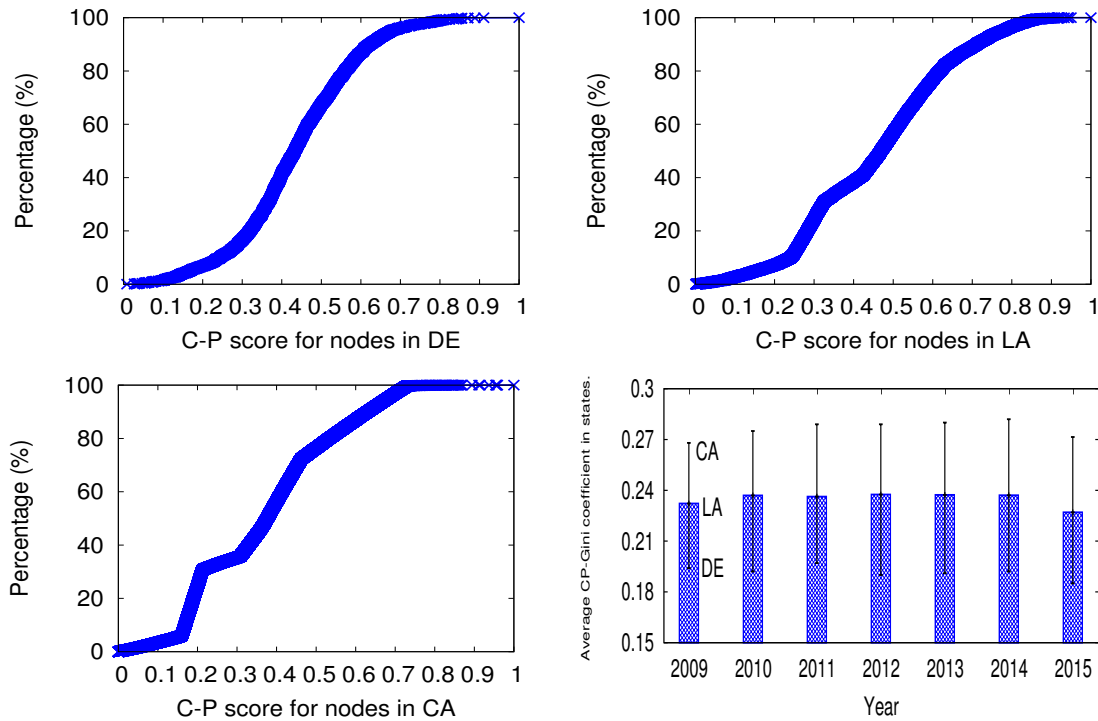 100
80
60
40
20
0
Percentage (%)
0 0.1 0.2 0.3 0.4 0.5 0.6 0.7 0.8 0.9 1
C-P score for nodes in DE
100
80
60
40
20
0
Percentage (%)
0 0.1 0.2 0.3 0.4 0.5 0.6 0.7 0.8 0.9 1
C-P score for nodes in LA
100
80
60
40
20
0
Percentage (%)
0 0.1 0.2 0.3 0.4 0.5 0.6 0.7 0.8 0.9 1
C-P score for nodes in CA
0.3
0.27
0.24
0.21
0.18
0.15
Average CP-Gini coefficient in states.
CA
LA
DE
2009 2010 2011 2012 2013 2014 2015
Year